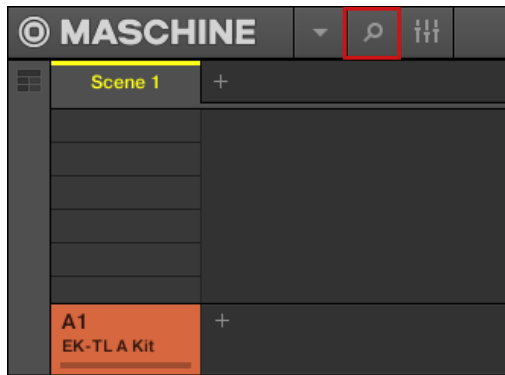 MASCHINE
Scene 1
+
A1
+
EK-TL A Kit